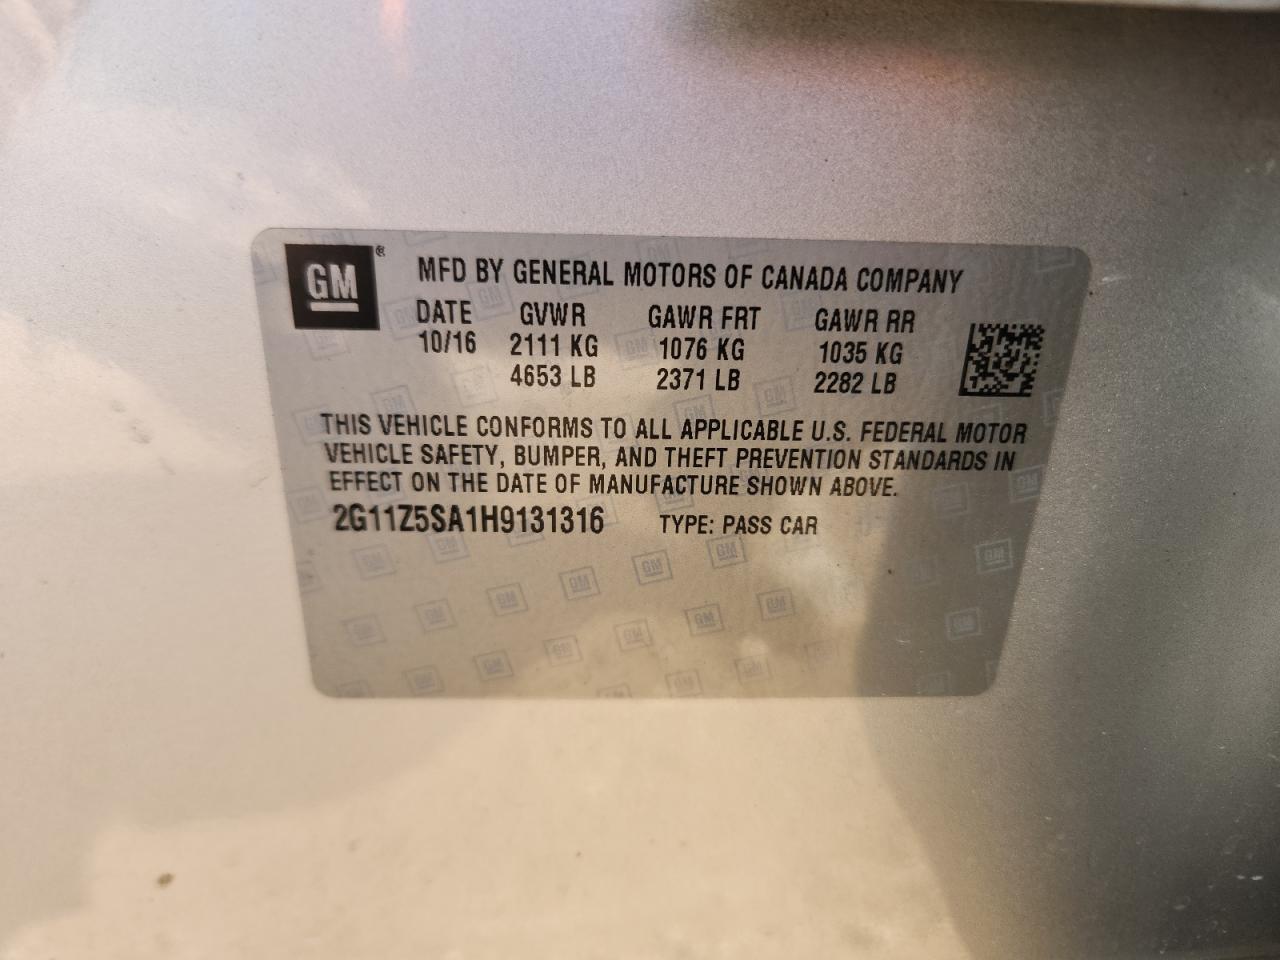 GM®
MFD BY GENERAL MOTORS OF CANADA COMPANY
DATE GVWR GAWR FRT GAWR RR
10/16 2111 KG 1076 KG 1035 KG
4653 LB 2371 LB 2282 LB
THIS VEHICLE CONFORMS TO ALL APPLICABLE U.S. FEDERAL MOTOR
VEHICLE SAFETY, BUMPER, AND THEFT PREVENTION STANDARDS IN
EFFECT ON THE DATE OF MANUFACTURE SHOWN ABOVE.
2G11Z5SA1H9131316 TYPE: PASS CAR